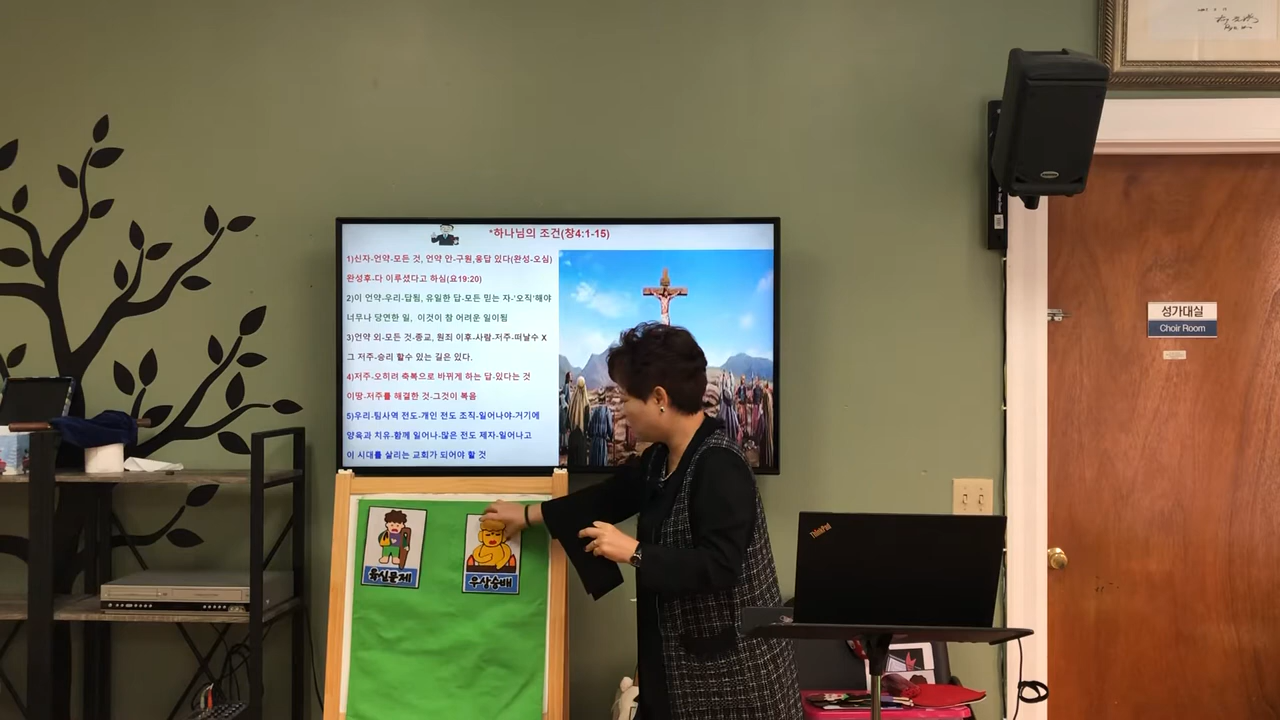 *하나님의 조건(창4:1-15)
1)신자-언약-모든 것, 언약 안-구원,응답 있다(완성-오심)
완성후-다 이루셨다고 하심(요19:20)
2)이 언약-우리-답됨, 유일한 답-모든 믿는 자-'오직'해야
너무나 당연한 일, 이것이 참 어려운 일이됨
3)언약 외-모든 것-종교, 원죄 이후-사람-저주-떠날수 X
그 저주-승리 할수 있는 길은 있다.
4)저주-오히려 축복으로 바뀌게 하는 답-있다는 것
이땅-저주를 해결한 것-그것이 복음
5)우리-팀사역 전도-개인 전도 조직-일어나야-거기에
양육과 치유-함께 일어나-많은 전도 제자-일어나고
이 시대를 살리는 교회가 되어야 할 것
육신문제
우상숭배
ThinkPad
성가대실
Choir Room